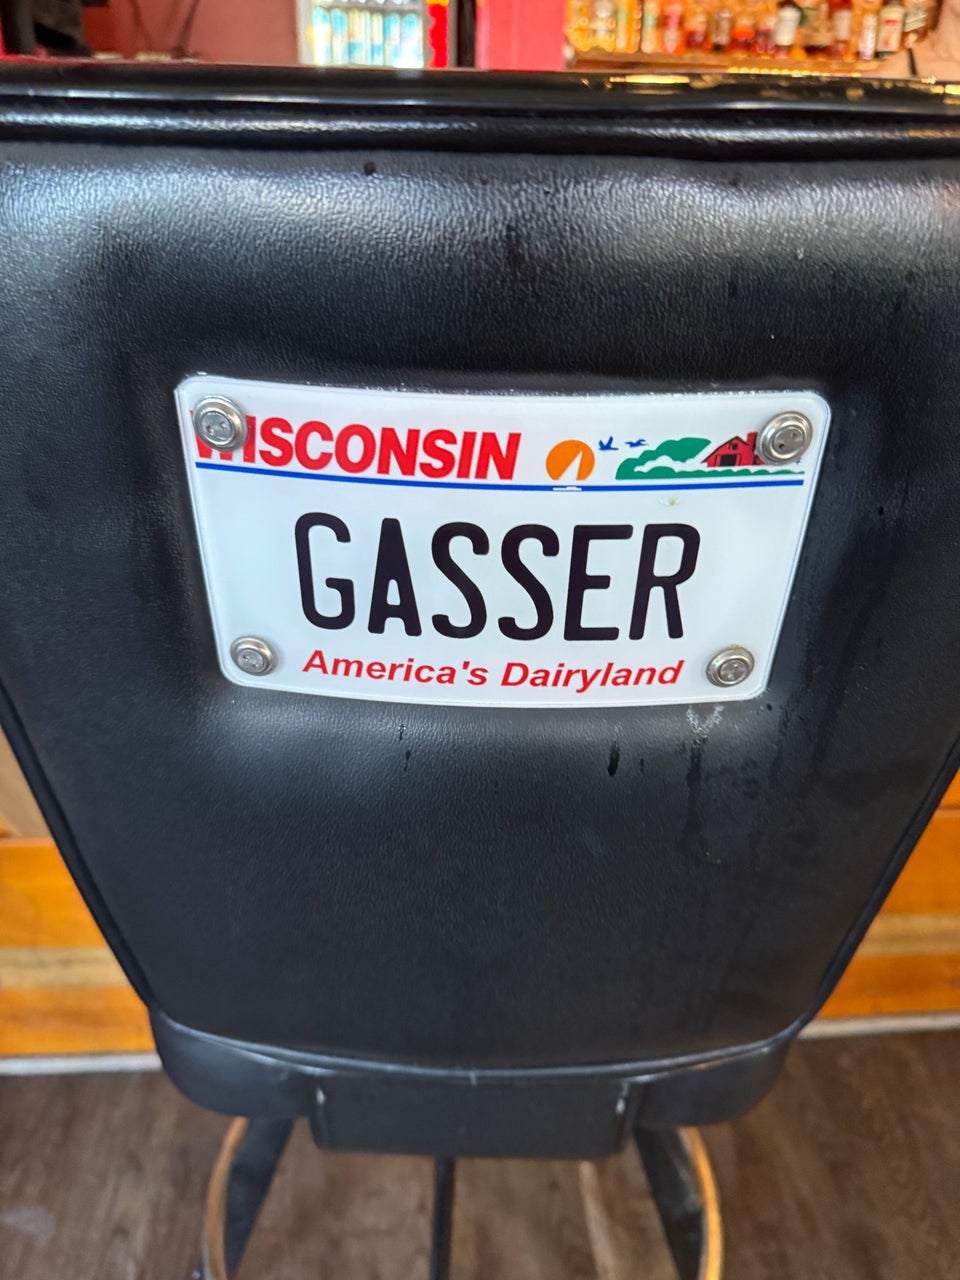 WISCONSIN
GASSER
America's Dairyland